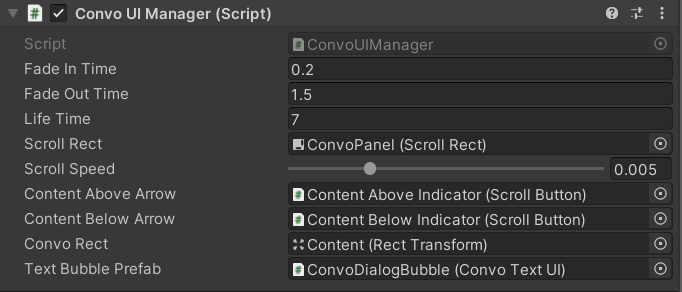 Convo UI Manager (Script)
Script ConvoUIManager
Fade In Time 0.2
Fade Out Time 1.5
Life Time 7
Scroll Rect ConvoPanel (Scroll Rect)
Scroll Speed 0.005
Content Above Arrow Content Above Indicator (Scroll Button)
Content Below Arrow Content Below Indicator (Scroll Button)
Convo Rect Content (Rect Transform)
Text Bubble Prefab ConvoDialogBubble (Convo Text UI)